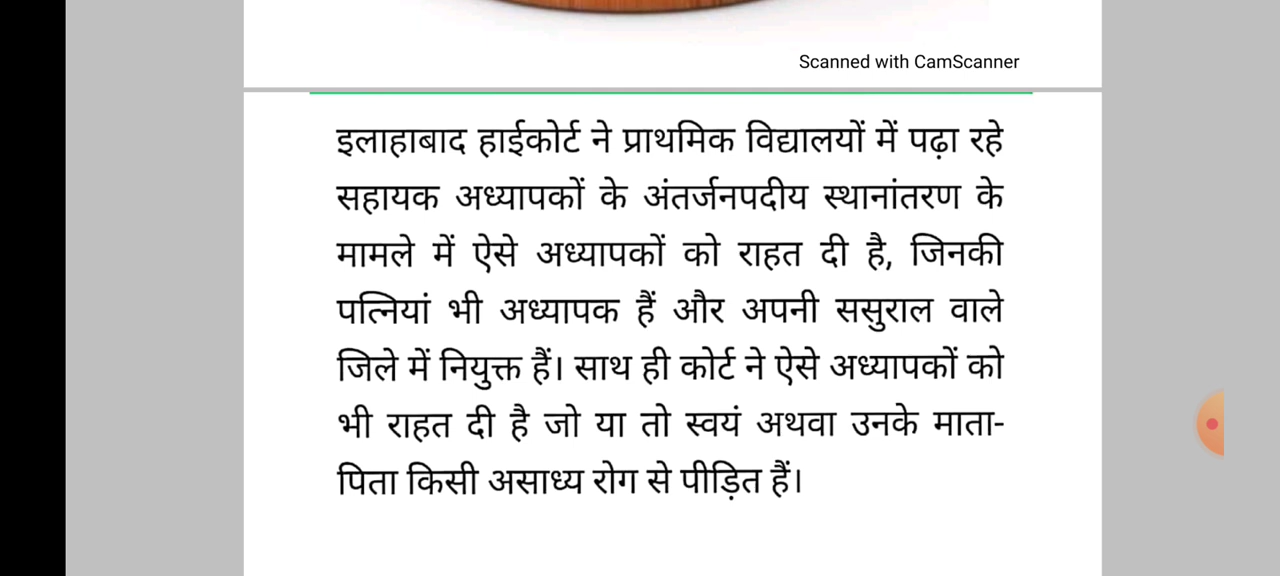 Scanned with CamScanner
इलाहाबाद हाईकोर्ट ने प्राथमिक विद्यालयों में पढ़ा रहे
सहायक अध्यापकों के अंतर्जनपदीय स्थानांतरण के
मामले में ऐसे अध्यापकों को राहत दी है, जिनकी
पत्नियां भी अध्यापक हैं और अपनी ससुराल वाले
जिले में नियुक्त हैं। साथ ही कोर्ट ने ऐसे अध्यापकों को
भी राहत दी है जो या तो स्वयं अथवा उनके माता-
पिता किसी असाध्य रोग से पीड़ित हैं।